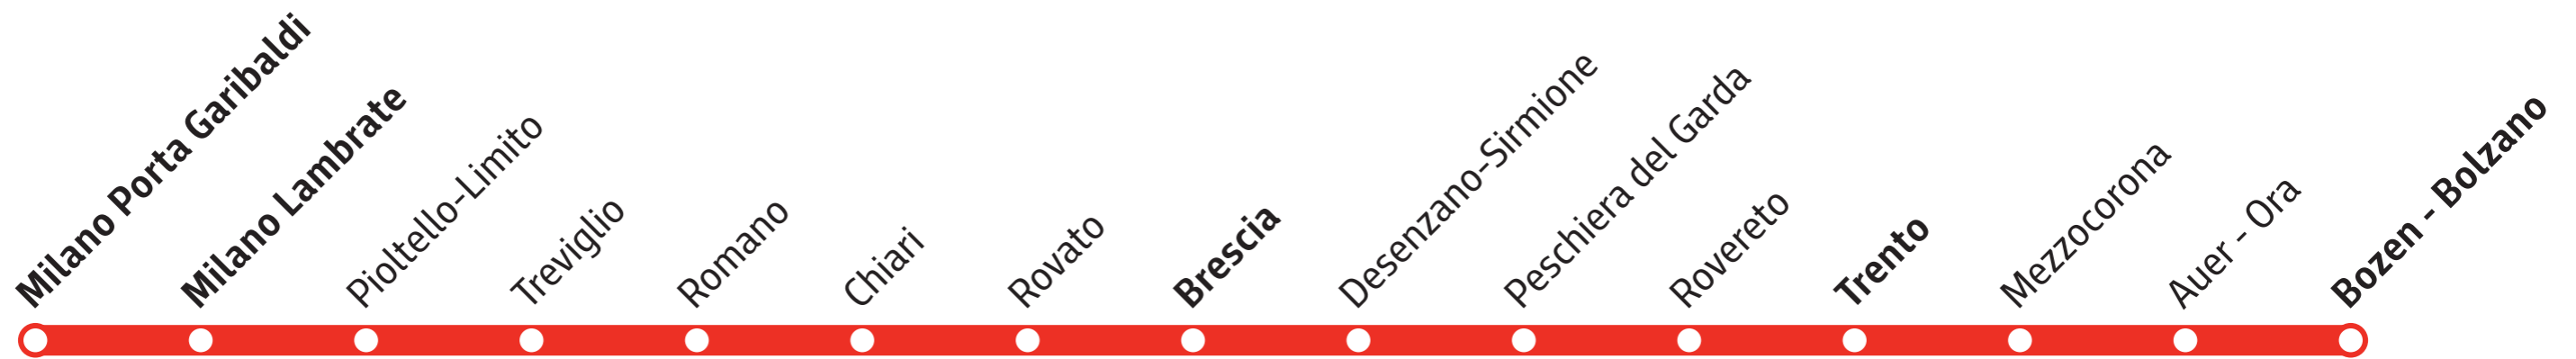 Milano Porta Garibaldi
Milano Lambrate
Pioltello-Limito
Treviglio
Romano
Chiari
Rovato
Brescia
Desenzano-Sirmione
Peschiera del Garda
Rovereto
Trento
Mezzocorona
Auer - Ora
Bozen - Bolzano